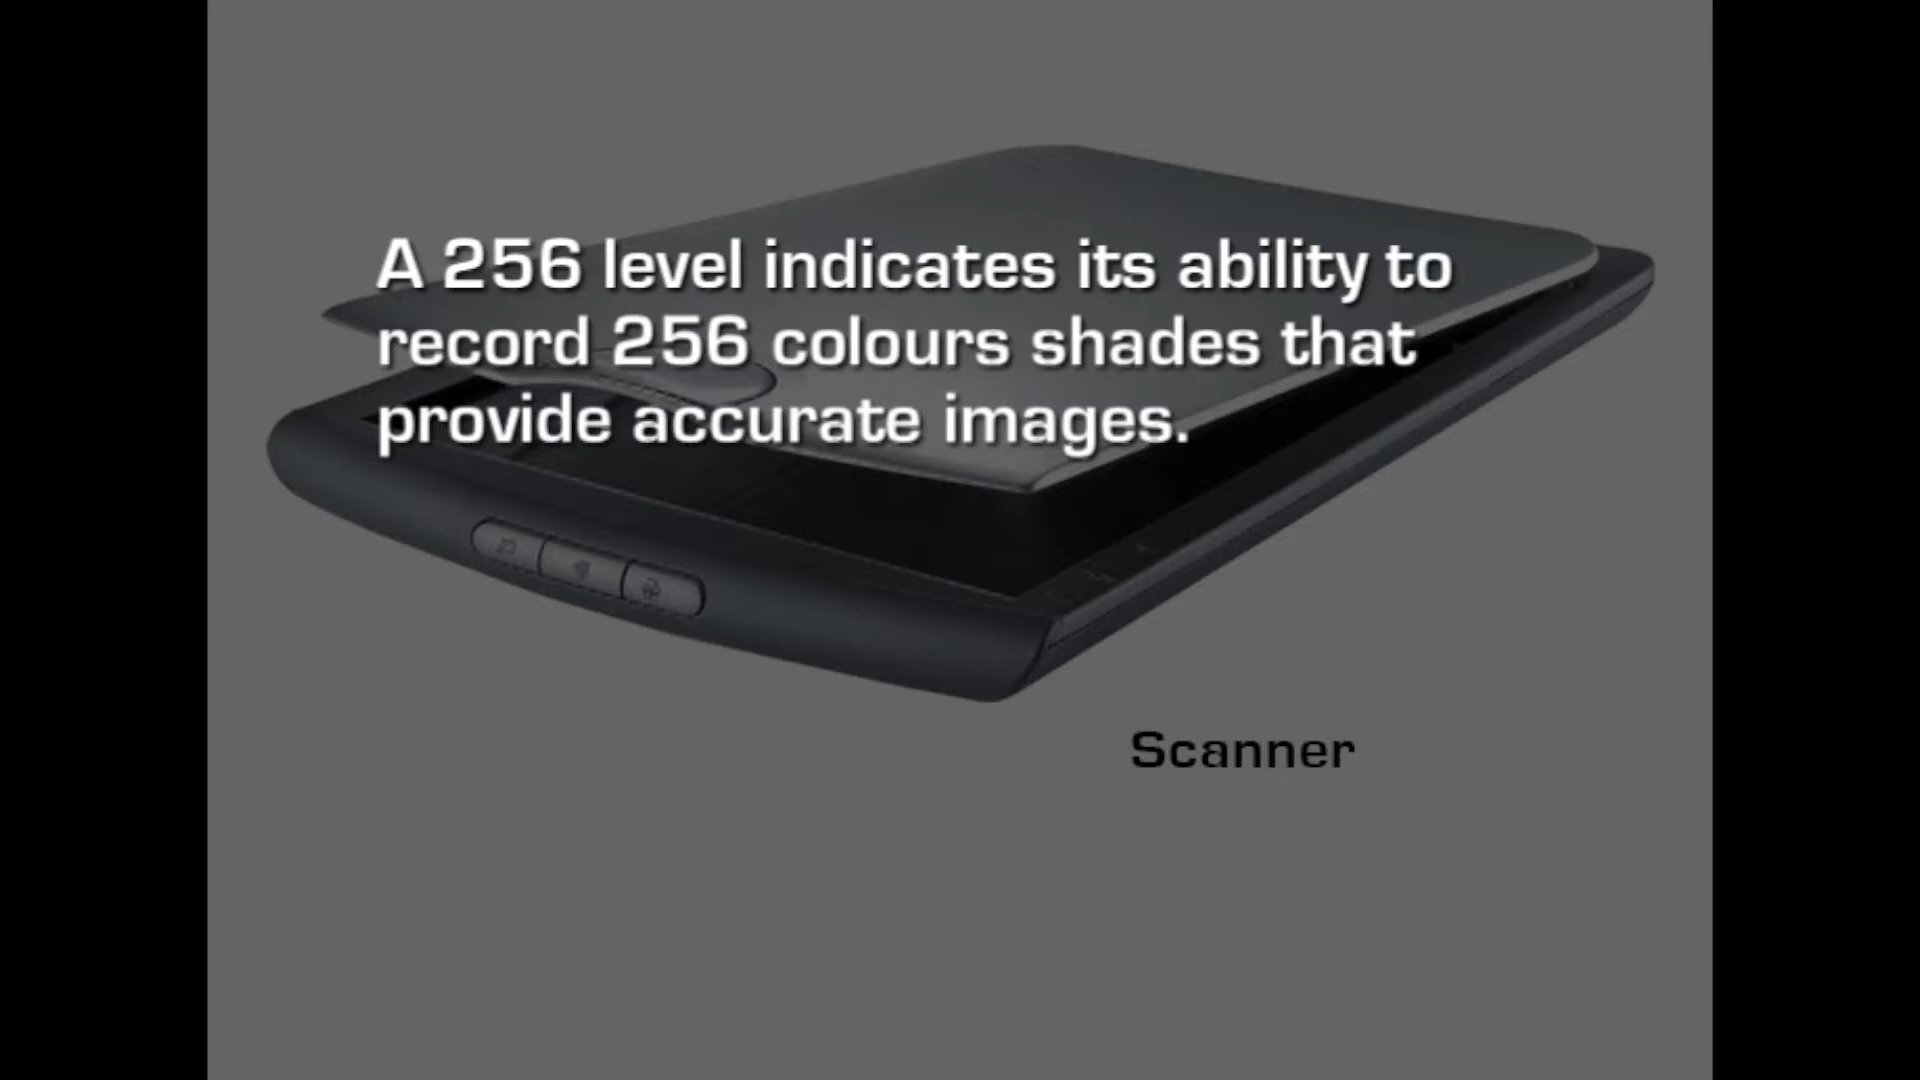 A 256 level indicates its ability to
record 256 colours shades that
provide accurate images.
Scanner